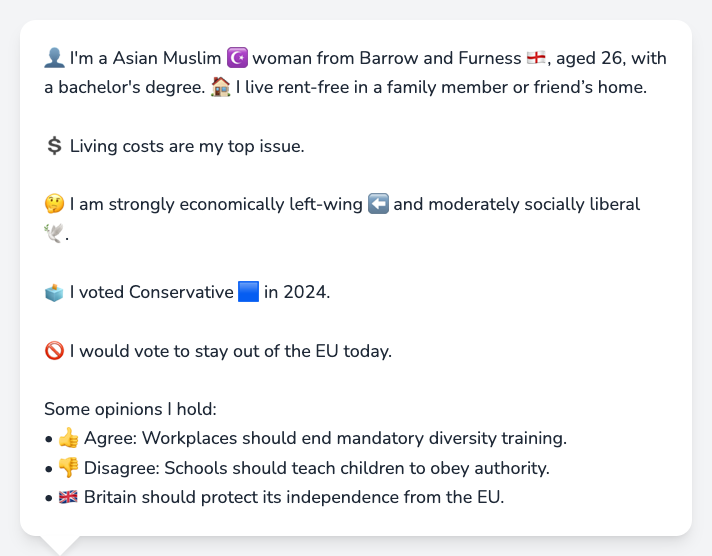 👤 I'm a Asian Muslim ☪️ woman from Barrow and Furness 🏴󠁧󠁢󠁥󠁮󠁧󠁿, aged 26, with
a bachelor's degree. 🏠 I live rent-free in a family member or friend’s home.
💲 Living costs are my top issue.
🤔 I am strongly economically left-wing ⬅️ and moderately socially liberal
🕊️.
🗳️ I voted Conservative 🟦 in 2024.
🚫 I would vote to stay out of the EU today.
Some opinions I hold:
• 👍 Agree: Workplaces should end mandatory diversity training.
• 👎 Disagree: Schools should teach children to obey authority.
• 🇬🇧 Britain should protect its independence from the EU.